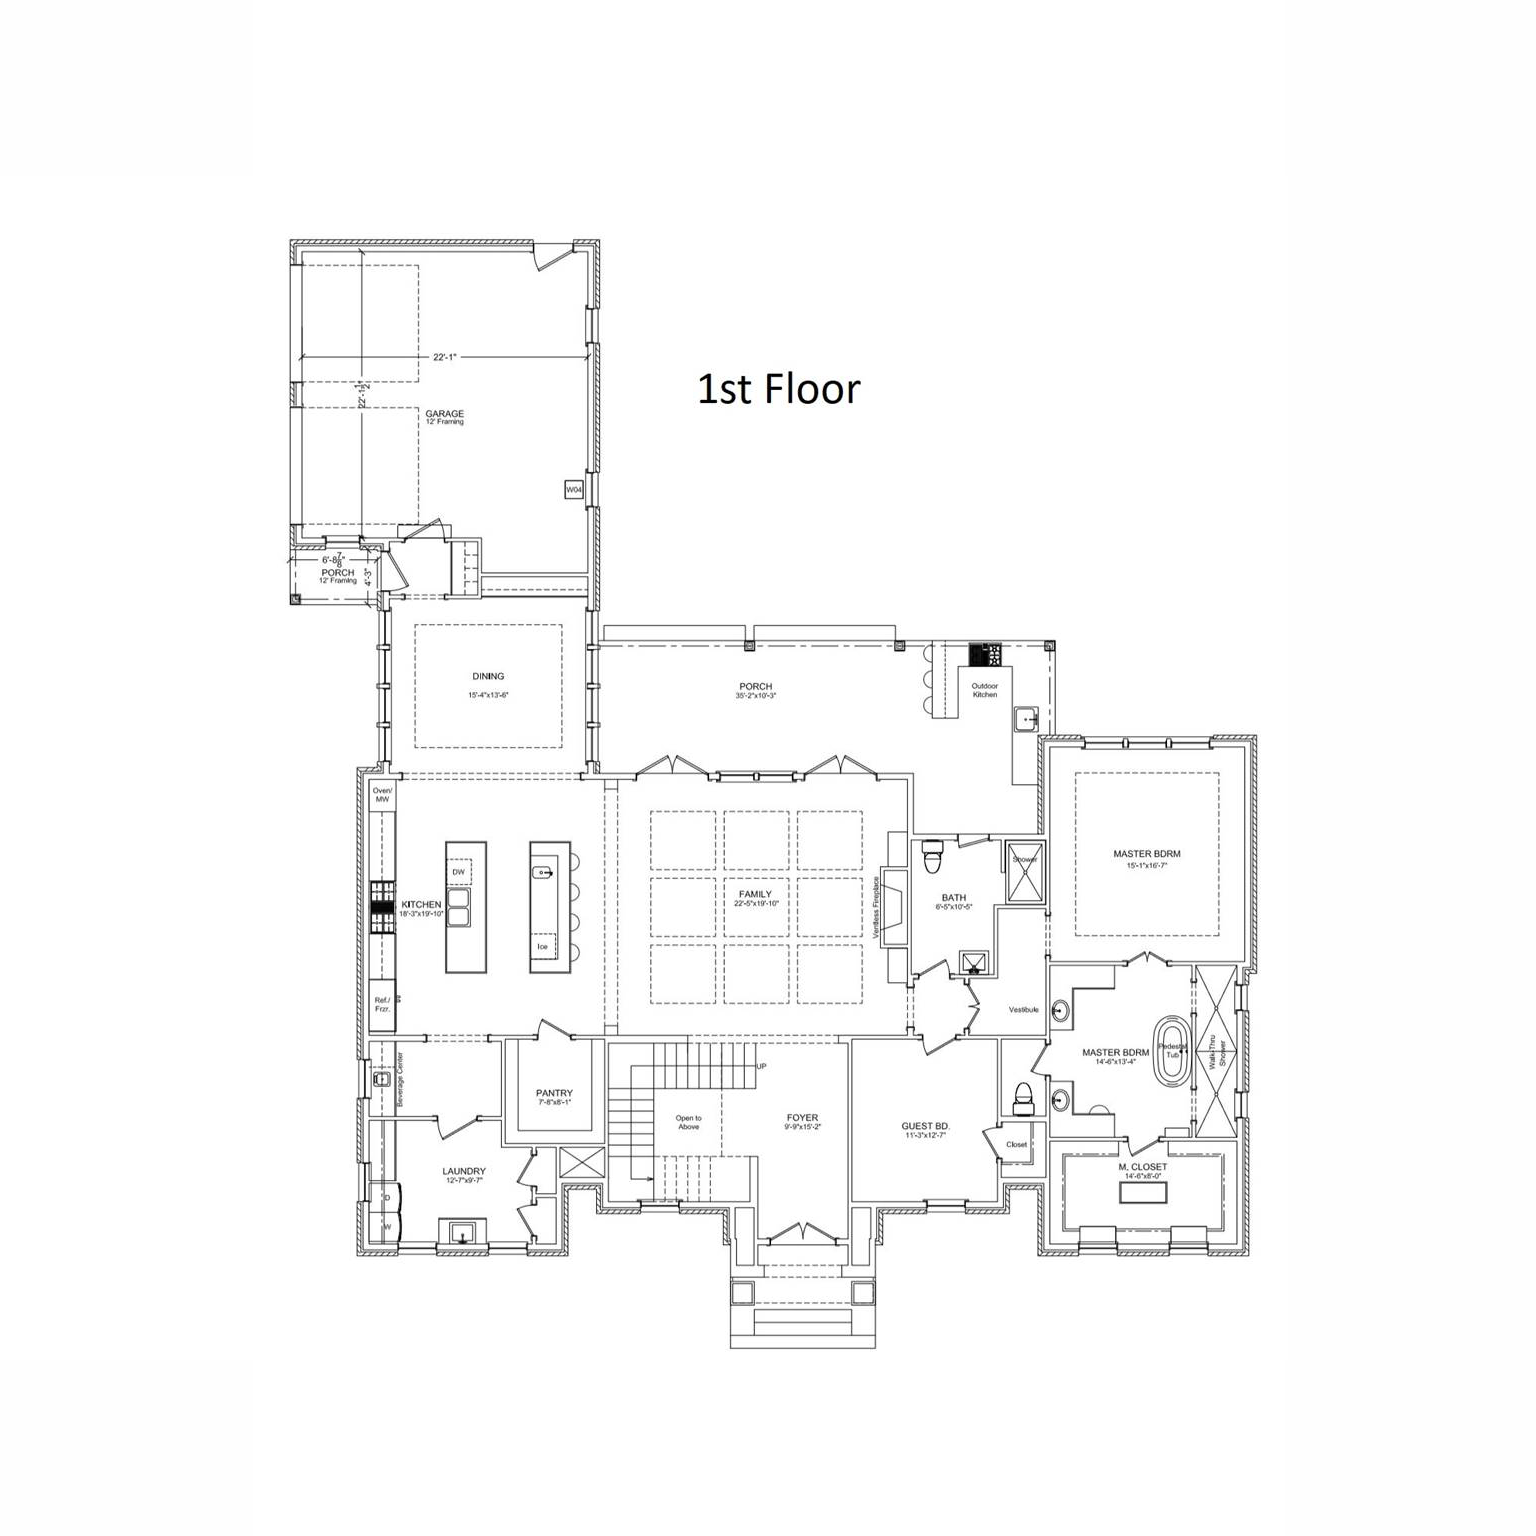 22'-1"
1st Floor
22'-1 1/2"
GARAGE
12' Framing
W04
6'-8 7/8"
PORCH
12' Framing
4'-3"
DINING
15'-4"x13'-6"
PORCH
35'-2"x10'-3"
Outdoor
Kitchen
Oven/
MW
DW
KITCHEN
18'-3"x19'-10"
Ice
Ref./
Frzr.
FAMILY
22'-5"x19'-10"
Ventless Fireplace
Shower
BATH
6'-5"x10'-5"
MASTER BDRM
15'-1"x16'-7"
Vestibule
MASTER BDRM
14'-6"x13'-4"
Pedestal
Tub
Walk-Thru
Shower
Beverage Center
PANTRY
7'-8"x8'-1"
UP
Open to
Above
FOYER
9'-9"x15'-2"
GUEST BD.
11'-3"x12'-7"
Closet
LAUNDRY
12'-7"x9'-7"
D
W
M. CLOSET
14'-6"x8'-0"